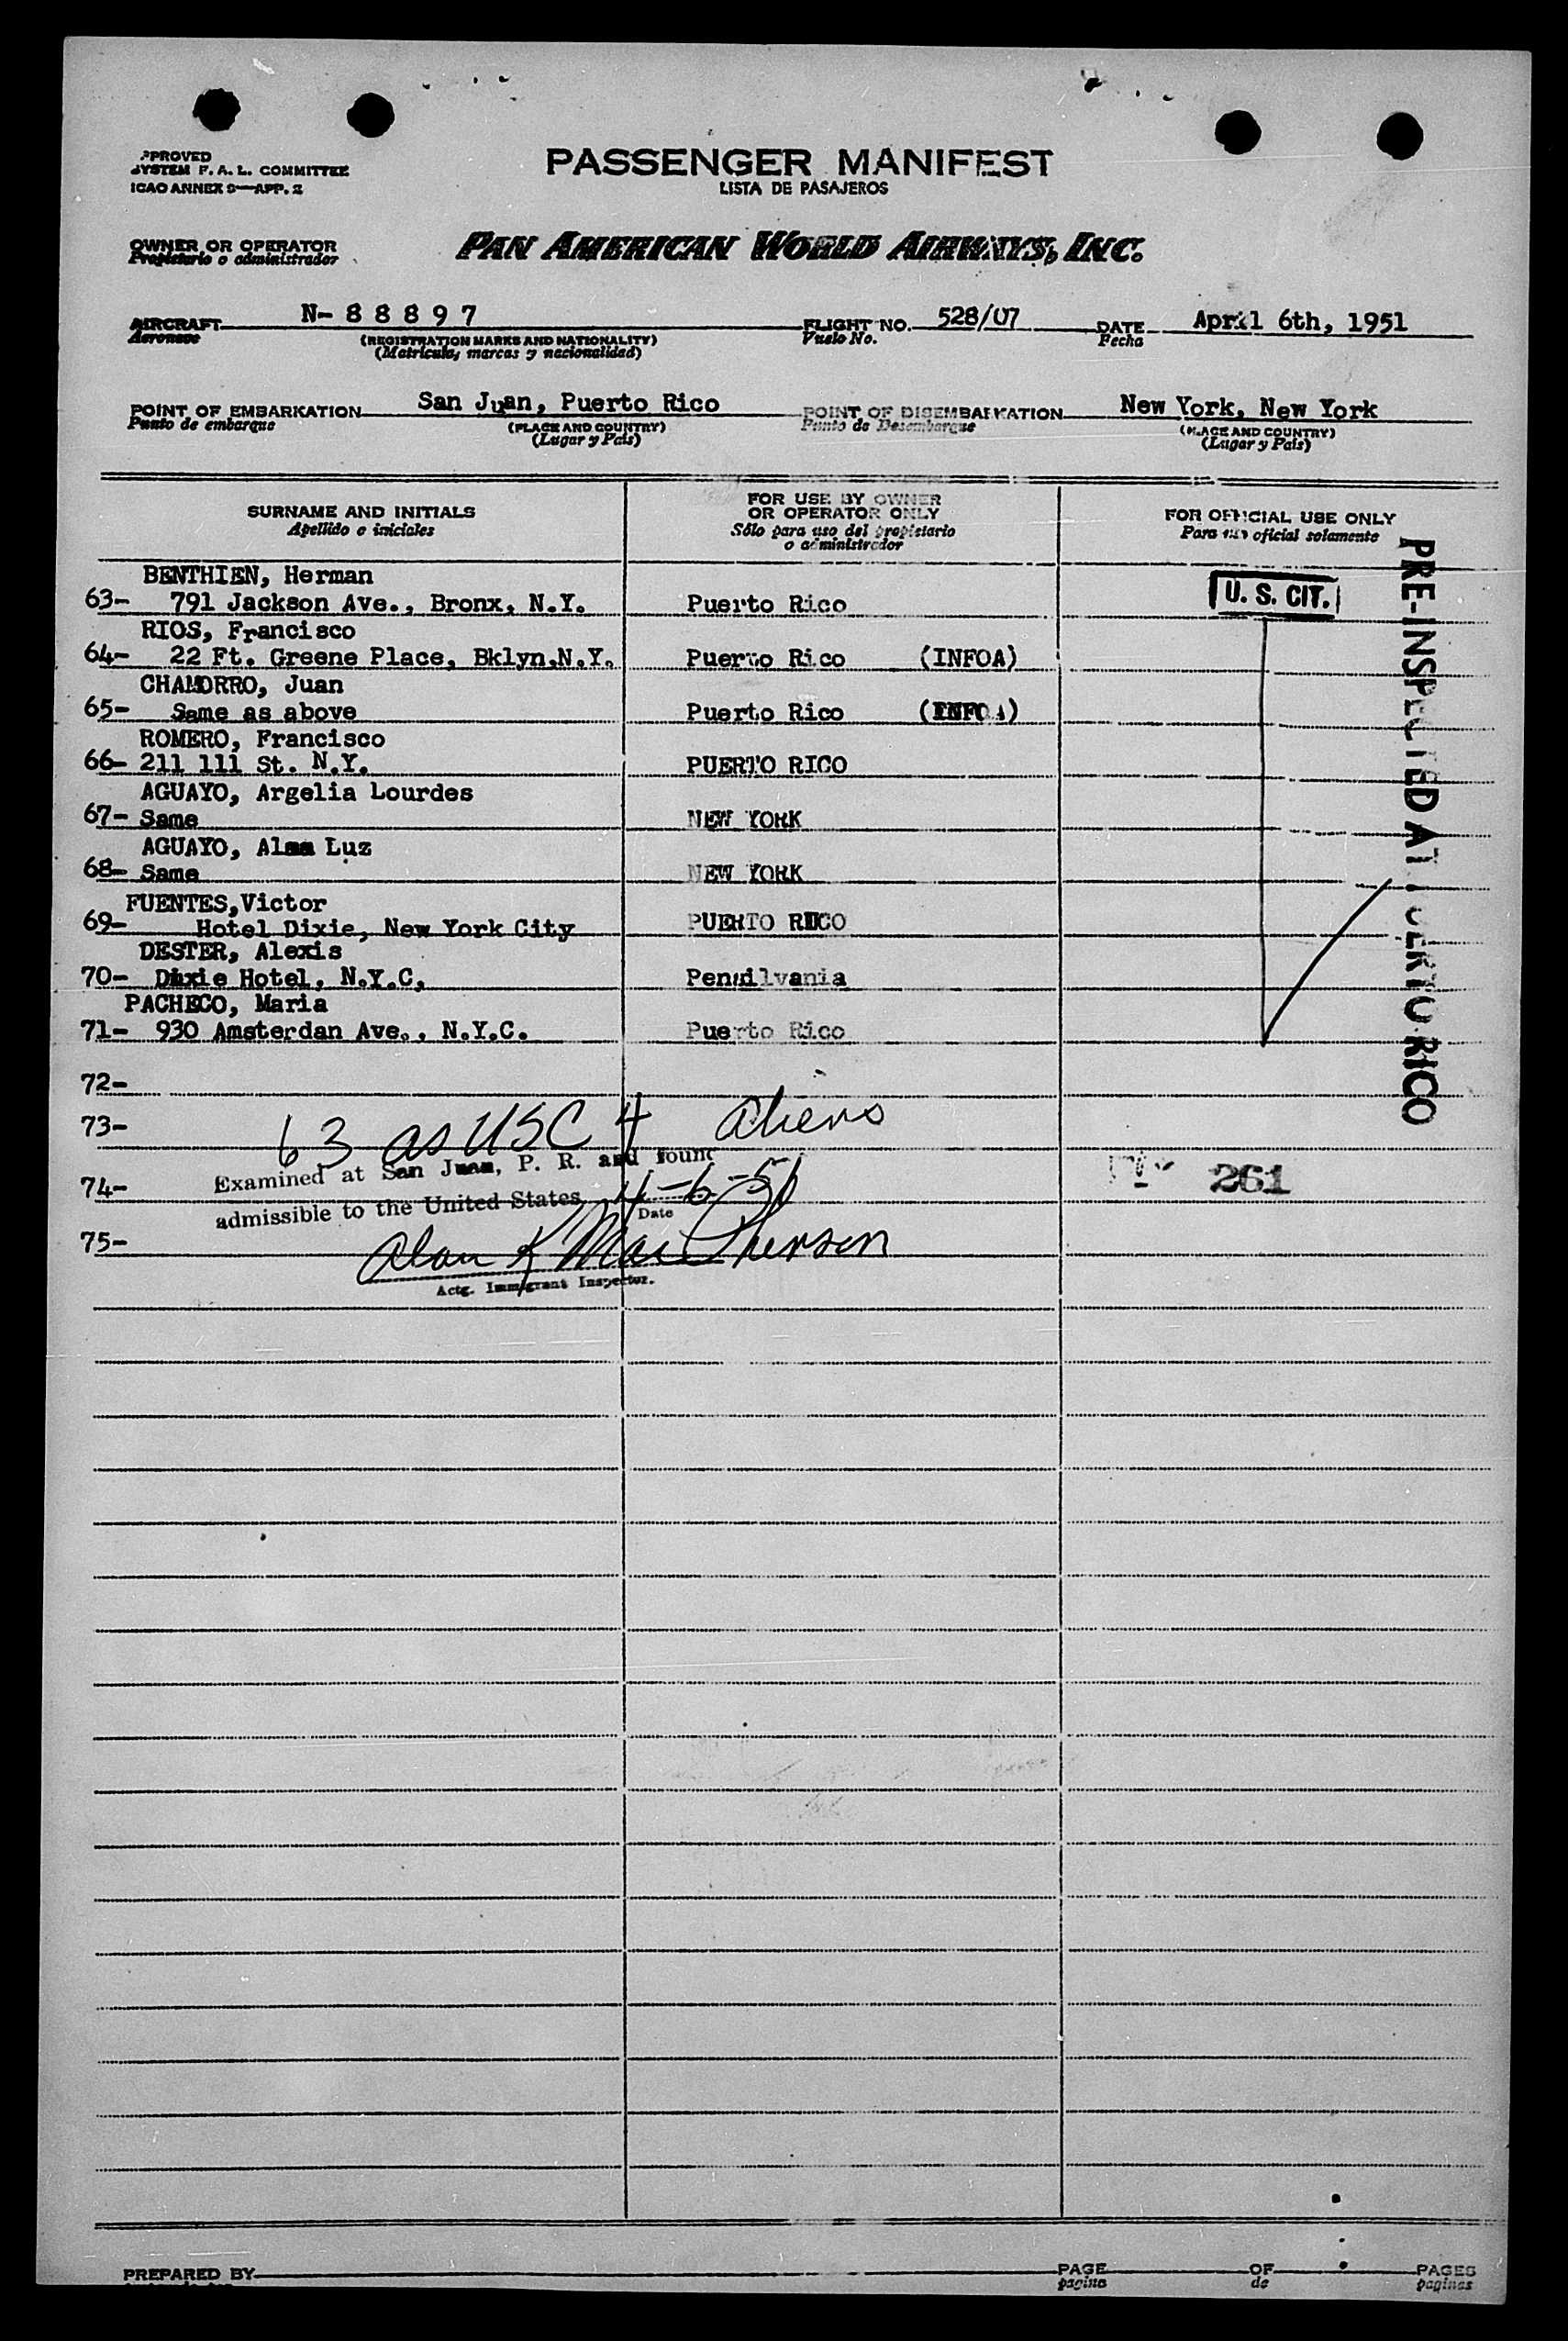 APPROVED
SYSTEM F. A. L. COMMITTEE
ICAO ANNEX 9—APP. 2
PASSENGER MANIFEST
LISTA DE PASAJEROS
OWNER OR OPERATOR
Propietario o administrador
PAN AMERICAN WORLD AIRWAYS, INC.
AIRCRAFT N- 8 8 8 9 7 FLIGHT NO. 528/07 DATE April 6th, 1951
Aeronave (REGISTRATION MARKS AND NATIONALITY) Vuelo No. Fecha
(Matricula, marcas y nacionalidad)
POINT OF EMBARKATION San Juan, Puerto Rico POINT OF DISEMBARKATION New York, New York
Punto de embarque (PLACE AND COUNTRY) Punto de Desembarque (PLACE AND COUNTRY)
(Lugar y País) (Lugar y País)
SURNAME AND INITIALS
Apellido o iniciales
FOR USE BY OWNER
OR OPERATOR ONLY
Sólo para uso del propietario
o administrador
FOR OFFICIAL USE ONLY
Para uso oficial solamente
BENTHIEN, Herman
63- 791 Jackson Ave., Bronx, N.Y. Puerto Rico U. S. CIT.
RIOS, Francisco
64- 22 Ft. Greene Place, Bklyn,N.Y. Puerto Rico (INFOA)
CHAMORRO, Juan
65- Same as above Puerto Rico (INFOA)
ROMERO, Francisco
66- 211 111 St. N.Y. PUERTO RICO
AGUAYO, Argelia Lourdes
67- Same NEW YORK
AGUAYO, Alma Luz
68- Same NEW YORK
FUENTES,Victor
69- Hotel Dixie, New York City PUERTO RICO
DESTER, Alexis
70- Dixie Hotel, N.Y.C, Pensilvania
PACHECO, Maria
71- 930 Amsterdan Ave., N.Y.C. Puerto Rico
PRE-INSPECTED AT PUERTO RICO
72-
73- 63 as USC 4 aliens
Examined at San Juan, P. R. and found
74- 261
admissible to the United States 4-6-51
Date
75- Alan K MacPherson
Actg. Immigrant Inspector.
PREPARED BY PAGE OF PAGES
pagina de paginas